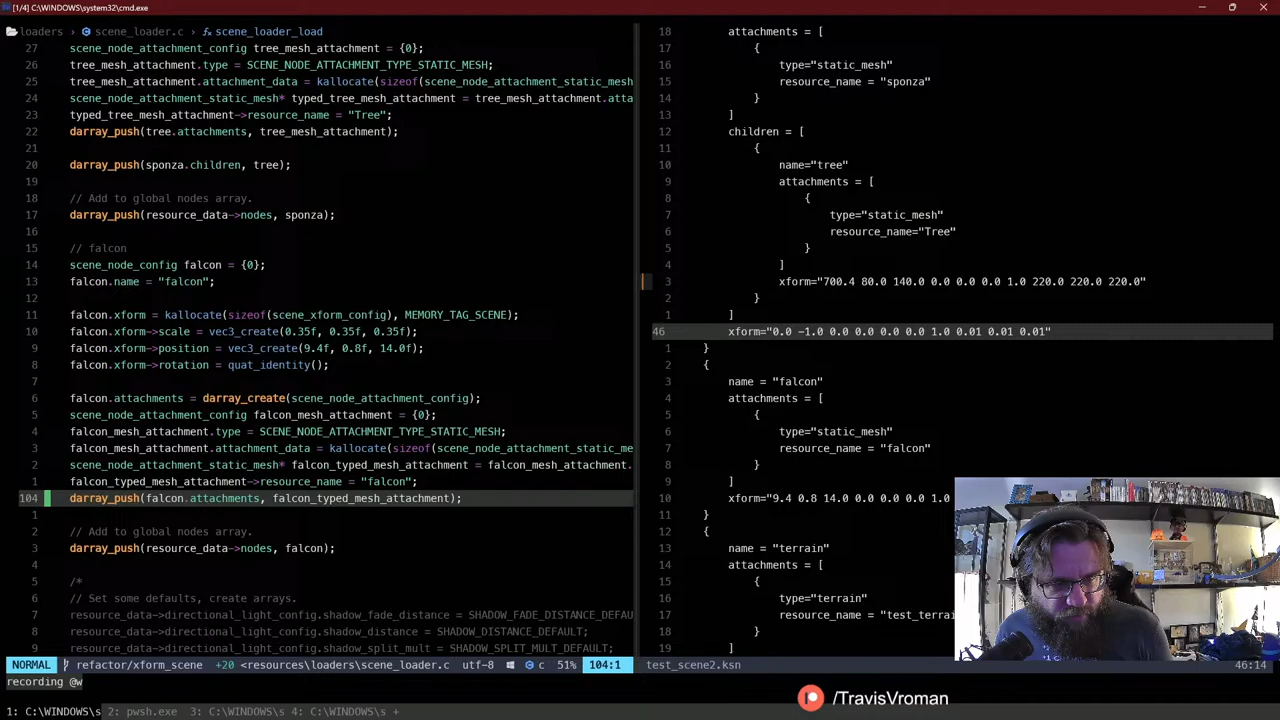 [1/4] C:\WINDOWS\system32\cmd.exe
loaders › scene_loader.c › scene_loader_load
27 scene_node_attachment_config tree_mesh_attachment = {0};
26 tree_mesh_attachment.type = SCENE_NODE_ATTACHMENT_TYPE_STATIC_MESH;
25 tree_mesh_attachment.attachment_data = kallocate(sizeof(scene_node_attachment_static_mesh
24 scene_node_attachment_static_mesh* typed_tree_mesh_attachment = tree_mesh_attachment.atta
23 typed_tree_mesh_attachment->resource_name = "Tree";
22 darray_push(tree.attachments, tree_mesh_attachment);
21
20 darray_push(sponza.children, tree);
19
18 // Add to global nodes array.
17 darray_push(resource_data->nodes, sponza);
16
15 // falcon
14 scene_node_config falcon = {0};
13 falcon.name = "falcon";
12
11 falcon.xform = kallocate(sizeof(scene_xform_config), MEMORY_TAG_SCENE);
10 falcon.xform->scale = vec3_create(0.35f, 0.35f, 0.35f);
9 falcon.xform->position = vec3_create(9.4f, 0.8f, 14.0f);
8 falcon.xform->rotation = quat_identity();
7
6 falcon.attachments = darray_create(scene_node_attachment_config);
5 scene_node_attachment_config falcon_mesh_attachment = {0};
4 falcon_mesh_attachment.type = SCENE_NODE_ATTACHMENT_TYPE_STATIC_MESH;
3 falcon_mesh_attachment.attachment_data = kallocate(sizeof(scene_node_attachment_static_me
2 scene_node_attachment_static_mesh* falcon_typed_mesh_attachment = falcon_mesh_attachment.
1 falcon_typed_mesh_attachment->resource_name = "falcon";
104 darray_push(falcon.attachments, falcon_typed_mesh_attachment);
1
2 // Add to global nodes array.
3 darray_push(resource_data->nodes, falcon);
4
5 /*
6 // Set some defaults, create arrays.
7 resource_data->directional_light_config.shadow_fade_distance = SHADOW_FADE_DISTANCE_DEFAU
8 resource_data->directional_light_config.shadow_distance = SHADOW_DISTANCE_DEFAULT;
9 resource_data->directional_light_config.shadow_split_mult = SHADOW_SPLIT_MULT_DEFAULT;
18 attachments = [
17 {
16 type="static_mesh"
15 resource_name = "sponza"
14 }
13 ]
12 children = [
11 {
10 name="tree"
9 attachments = [
8 {
7 type="static_mesh"
6 resource_name="Tree"
5 }
4 ]
3 xform="700.4 80.0 140.0 0.0 0.0 0.0 1.0 220.0 220.0 220.0"
2 }
1 ]
46 xform="0.0 -1.0 0.0 0.0 0.0 0.0 1.0 0.01 0.01 0.01"
1 }
2 {
3 name = "falcon"
4 attachments = [
5 {
6 type="static_mesh"
7 resource_name = "falcon"
8 }
9 ]
10 xform="9.4 0.8 14.0 0.0 0.0 0.0 1.0
11 }
12 {
13 name = "terrain"
14 attachments = [
15 {
16 type="terrain"
17 resource_name = "test_terrai
18 }
19 ]
NORMAL refactor/xform_scene +20 <resources\loaders\scene_loader.c utf-8 c 51% 104:1 test_scene2.ksn 46:14
recording @w
/TravisVroman
1: C:\WINDOWS\s 2: pwsh.exe 3: C:\WINDOWS\s 4: C:\WINDOWS\s +